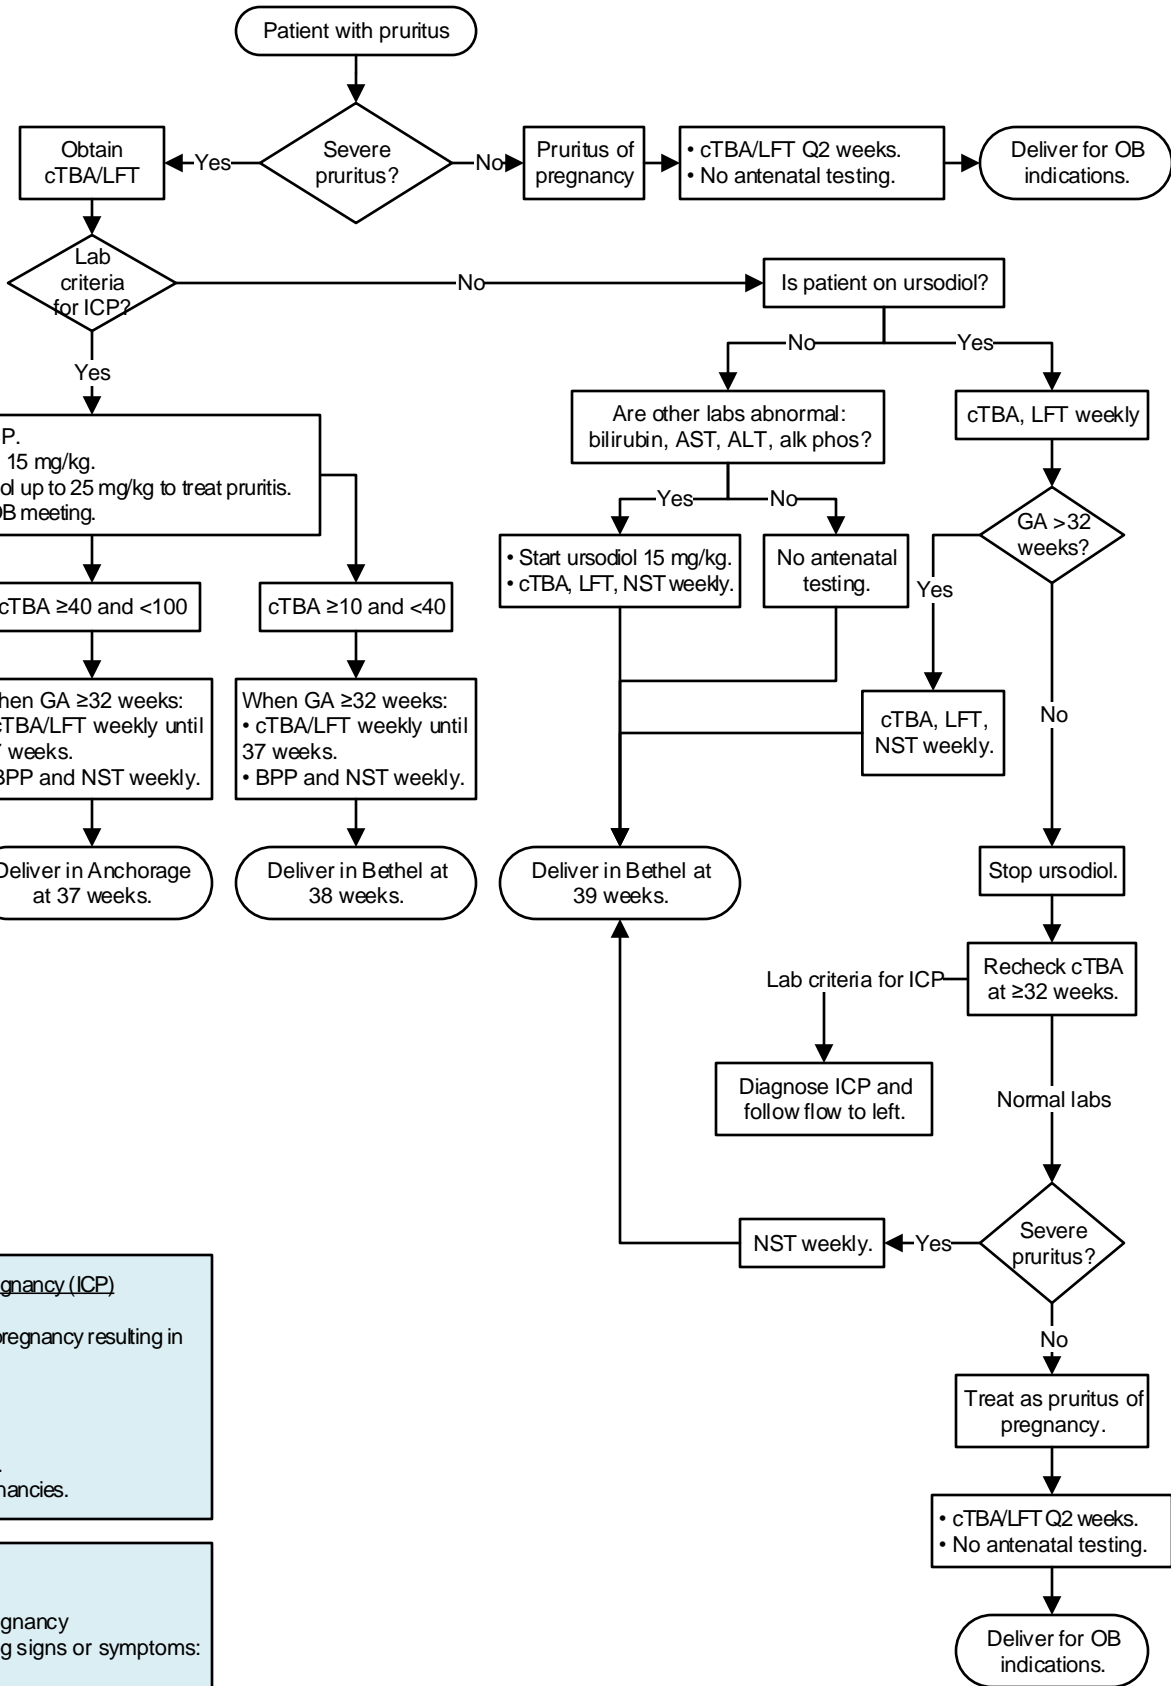 Patient with pruritus
Severe
pruritus?
Yes
No
Obtain
cTBA/LFT
Pruritus of
pregnancy
• cTBA/LFT Q2 weeks.
• No antenatal testing.
Deliver for OB
indications.
Lab
criteria
for ICP?
No
Yes
Is patient on ursodiol?
No
Yes
P.
15 mg/kg.
ol up to 25 mg/kg to treat pruritis.
OB meeting.
Are other labs abnormal:
bilirubin, AST, ALT, alk phos?
cTBA, LFT weekly
Yes
No
GA >32
weeks?
• Start ursodiol 15 mg/kg.
• cTBA, LFT, NST weekly.
No antenatal
testing.
Yes
No
cTBA ≥40 and <100
cTBA ≥10 and <40
hen GA ≥32 weeks:
cTBA/LFT weekly until
7 weeks.
BPP and NST weekly.
When GA ≥32 weeks:
• cTBA/LFT weekly until
37 weeks.
• BPP and NST weekly.
cTBA, LFT,
NST weekly.
Deliver in Anchorage
at 37 weeks.
Deliver in Bethel at
38 weeks.
Deliver in Bethel at
39 weeks.
Stop ursodiol.
Recheck cTBA
at ≥32 weeks.
Lab criteria for ICP
Diagnose ICP and
follow flow to left.
Normal labs
Severe
pruritus?
Yes
NST weekly.
No
Treat as pruritus of
pregnancy.
• cTBA/LFT Q2 weeks.
• No antenatal testing.
Deliver for OB
indications.
gnancy (ICP)
pregnancy resulting in
.
nancies.
gnancy
g signs or symptoms: